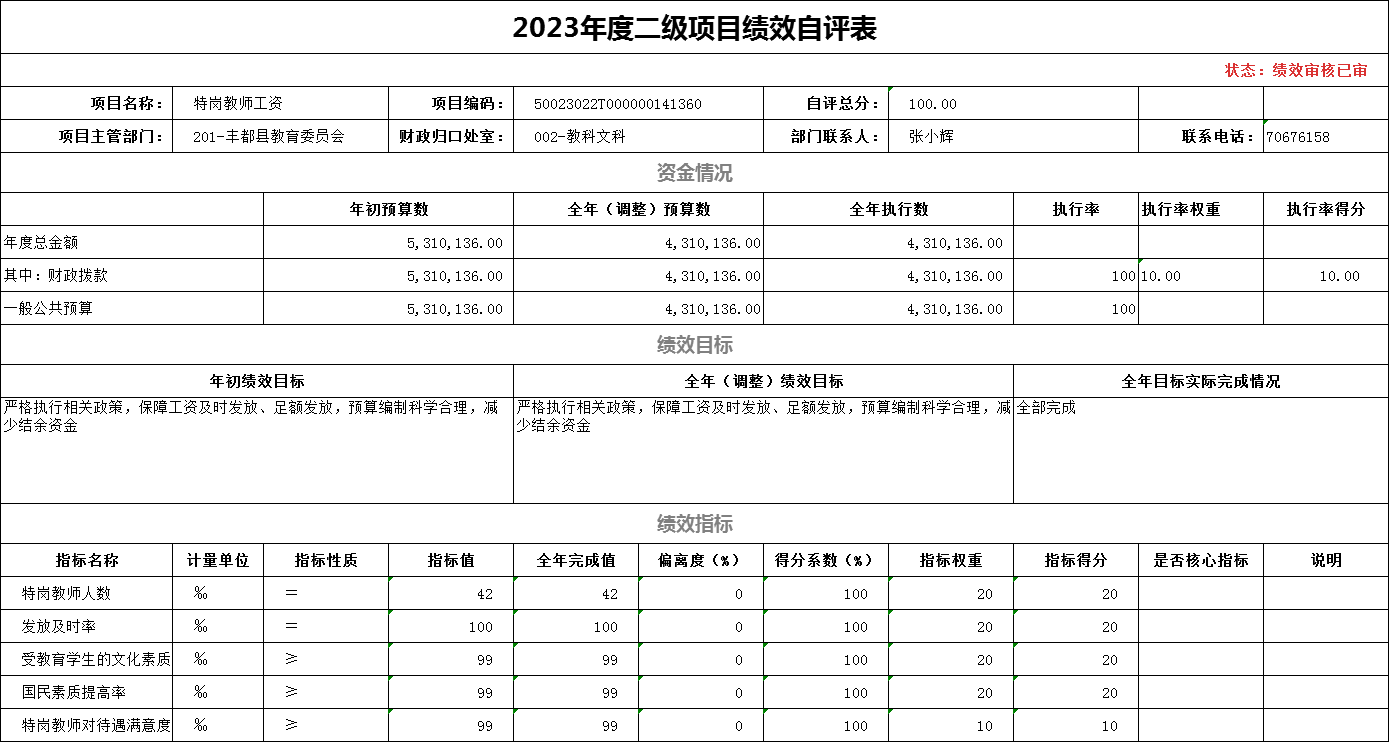 2023年度二级项目绩效自评表
状态：绩效审核已审
项目名称： 特岗教师工资 项目编码： 50023022T000000141360 自评总分： 100.00
项目主管部门： 201-丰都县教育委员会 财政归口处室： 002-教科文科 部门联系人： 张小辉 联系电话： 70676158
资金情况
年初预算数 全年（调整）预算数 全年执行数 执行率 执行率权重 执行率得分
年度总金额 5,310,136.00 4,310,136.00 4,310,136.00
其中：财政拨款 5,310,136.00 4,310,136.00 4,310,136.00 100 10.00 10.00
一般公共预算 5,310,136.00 4,310,136.00 4,310,136.00 100
绩效目标
年初绩效目标 全年（调整）绩效目标 全年目标实际完成情况
严格执行相关政策，保障工资及时发放、足额发放，预算编制科学合理，减 严格执行相关政策，保障工资及时发放、足额发放，预算编制科学合理，减 全部完成
少结余资金 少结余资金
绩效指标
指标名称 计量单位 指标性质 指标值 全年完成值 偏离度（%） 得分系数（%） 指标权重 指标得分 是否核心指标 说明
特岗教师人数 ‰ ＝ 42 42 0 100 20 20
发放及时率 ‰ ＝ 100 100 0 100 20 20
受教育学生的文化素质 ‰ ≥ 99 99 0 100 20 20
国民素质提高率 ‰ ≥ 99 99 0 100 20 20
特岗教师对待遇满意度 ‰ ≥ 99 99 0 100 10 10